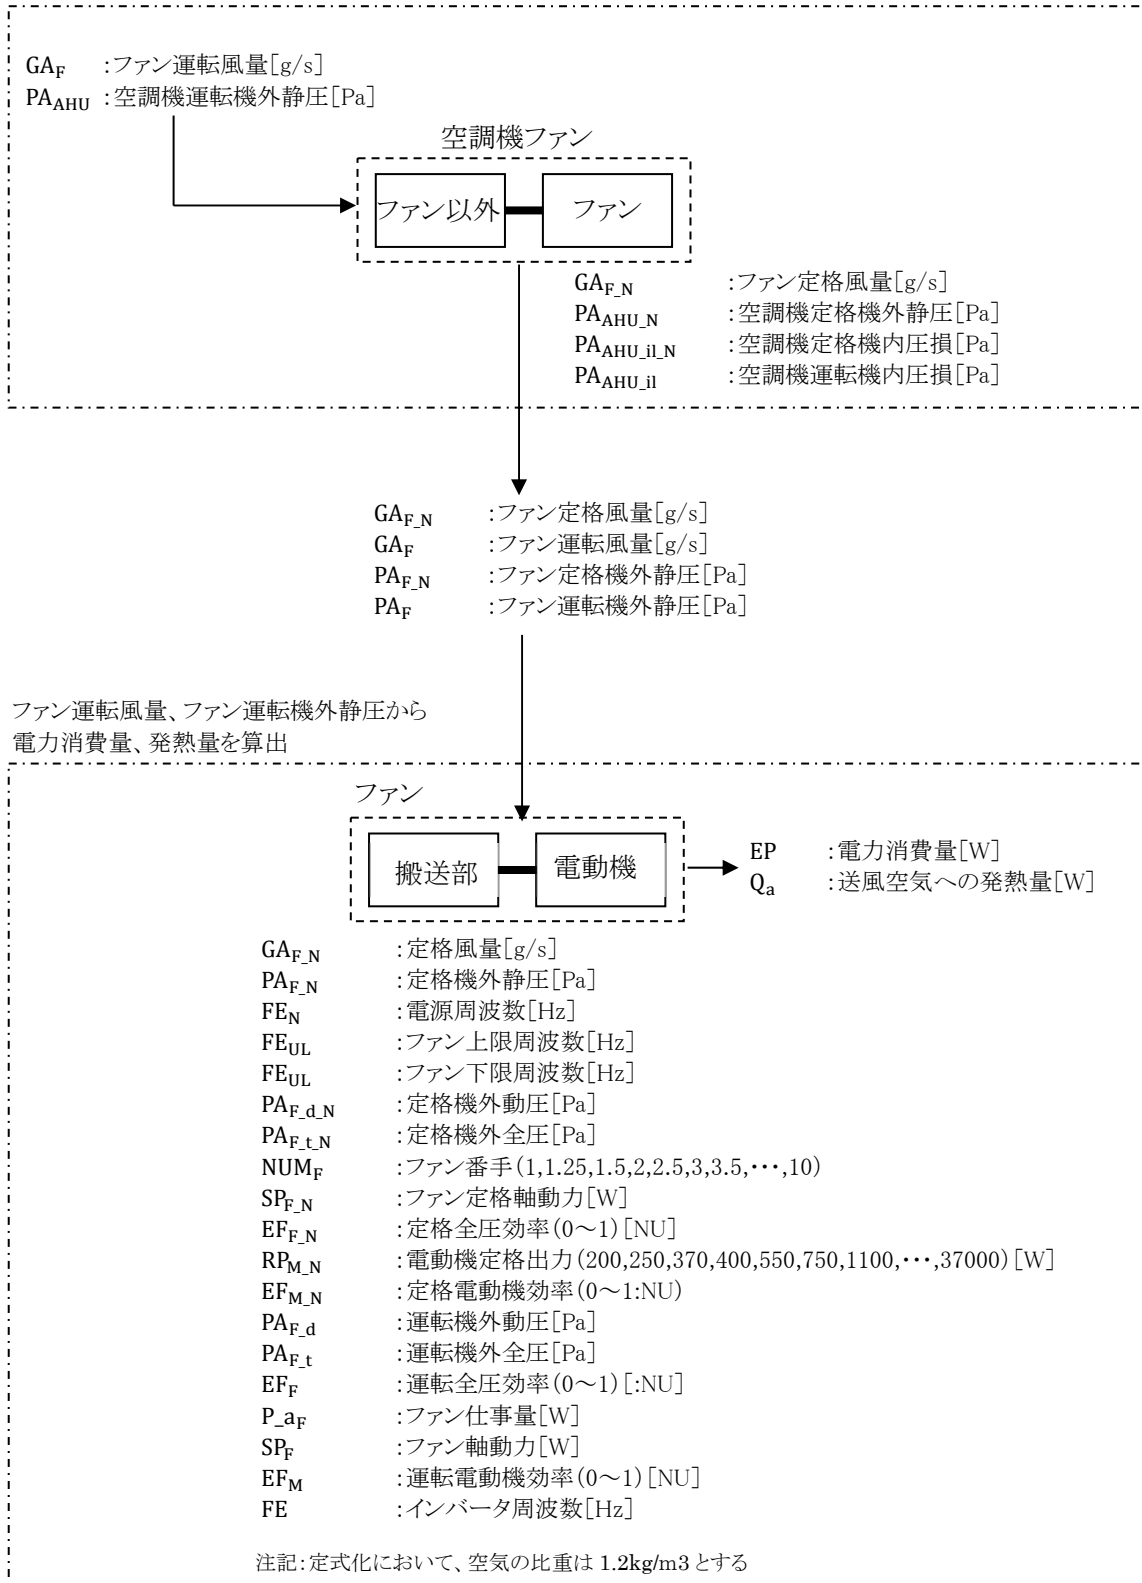 GA_F :ファン運転風量[g/s]
PA_AHU :空調機運転機外静圧[Pa]
空調機ファン
ファン以外 ファン
GA_F_N :ファン定格風量[g/s]
PA_AHU_N :空調機定格機外静圧[Pa]
PA_AHU_il_N :空調機定格機内圧損[Pa]
PA_AHU_il :空調機運転機内圧損[Pa]
GA_F_N :ファン定格風量[g/s]
GA_F :ファン運転風量[g/s]
PA_F_N :ファン定格機外静圧[Pa]
PA_F :ファン運転機外静圧[Pa]
ファン運転風量、ファン運転機外静圧から
電力消費量、発熱量を算出
ファン
搬送部 電動機
EP :電力消費量[W]
Q_a :送風空気への発熱量[W]
GA_F_N :定格風量[g/s]
PA_F_N :定格機外静圧[Pa]
FE_N :電源周波数[Hz]
FE_UL :ファン上限周波数[Hz]
FE_UL :ファン下限周波数[Hz]
PA_F_d_N :定格機外動圧[Pa]
PA_F_t_N :定格機外全圧[Pa]
NUM_F :ファン番手(1,1.25,1.5,2,2.5,3,3.5,・・・,10)
SP_F_N :ファン定格軸動力[W]
EF_F_N :定格全圧効率(0～1)[NU]
RP_M_N :電動機定格出力(200,250,370,400,550,750,1100,・・・,37000)[W]
EF_M_N :定格電動機効率(0～1:NU)
PA_F_d :運転機外動圧[Pa]
PA_F_t :運転機外全圧[Pa]
EF_F :運転全圧効率(0～1)[:NU]
P_a_F :ファン仕事量[W]
SP_F :ファン軸動力[W]
EF_M :運転電動機効率(0～1)[NU]
FE :インバータ周波数[Hz]
注記:定式化において、空気の比重は 1.2kg/m3 とする